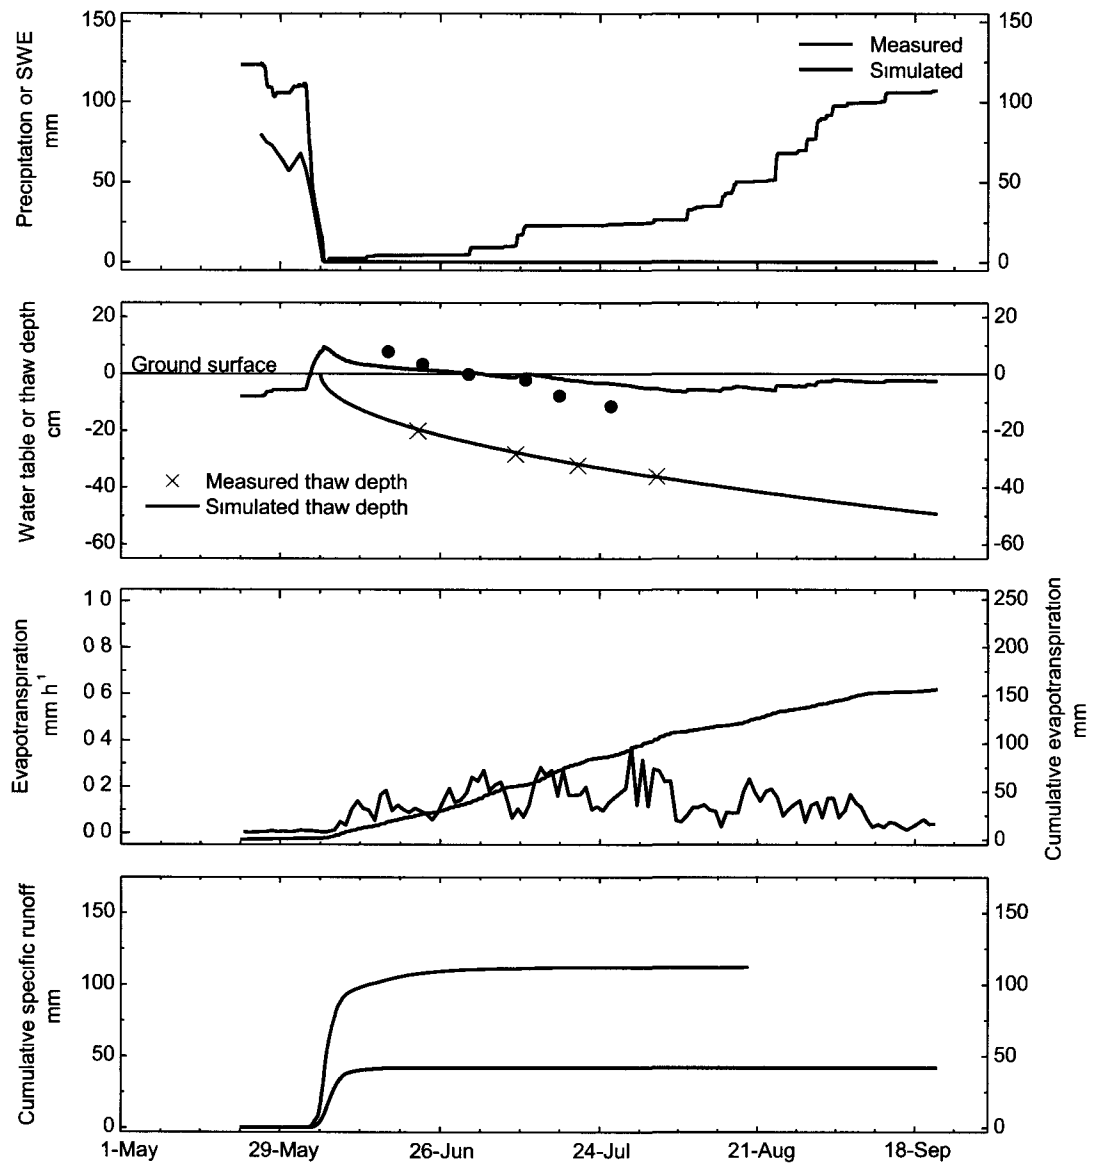 Precipitation or SWE
mm
150
100
50
0
150
100
50
0
Measured
Simulated
Water table or thaw depth
cm
20
0
-20
-40
-60
20
0
-20
-40
-60
Ground surface
Measured thaw depth
Simulated thaw depth
Evapotranspiration
mm h¹
1 0
0 8
0 6
0 4
0 2
0 0
250
200
150
100
50
0
Cumulative evapotranspiration
mm
Cumulative specific runoff
mm
150
100
50
0
150
100
50
0
1-May
29-May
26-Jun
24-Jul
21-Aug
18-Sep